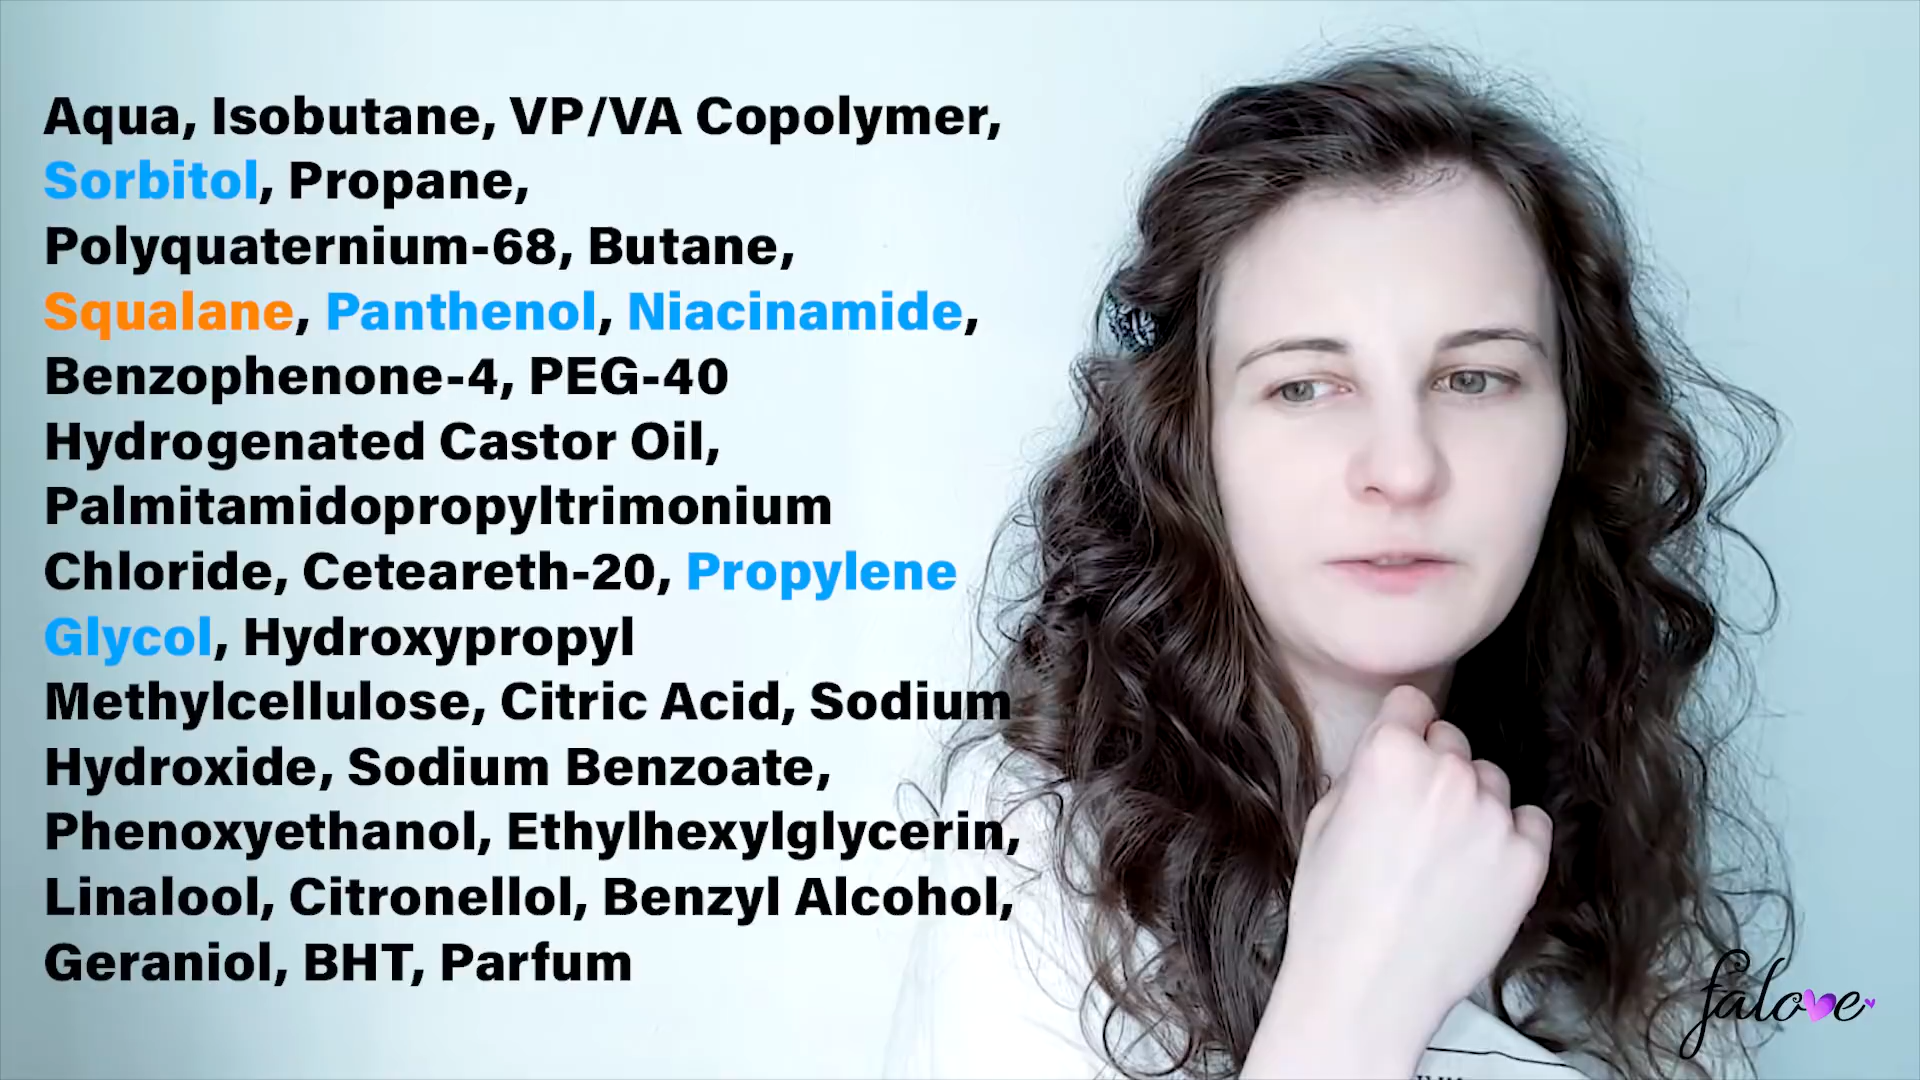 Aqua, Isobutane, VP/VA Copolymer,
Sorbitol, Propane,
Polyquaternium-68, Butane,
Squalane, Panthenol, Niacinamide,
Benzophenone-4, PEG-40
Hydrogenated Castor Oil,
Palmitamidopropyltrimonium
Chloride, Ceteareth-20, Propylene
Glycol, Hydroxypropyl
Methylcellulose, Citric Acid, Sodium
Hydroxide, Sodium Benzoate,
Phenoxyethanol, Ethylhexylglycerin,
Linalool, Citronellol, Benzyl Alcohol,
Geraniol, BHT, Parfum
falove